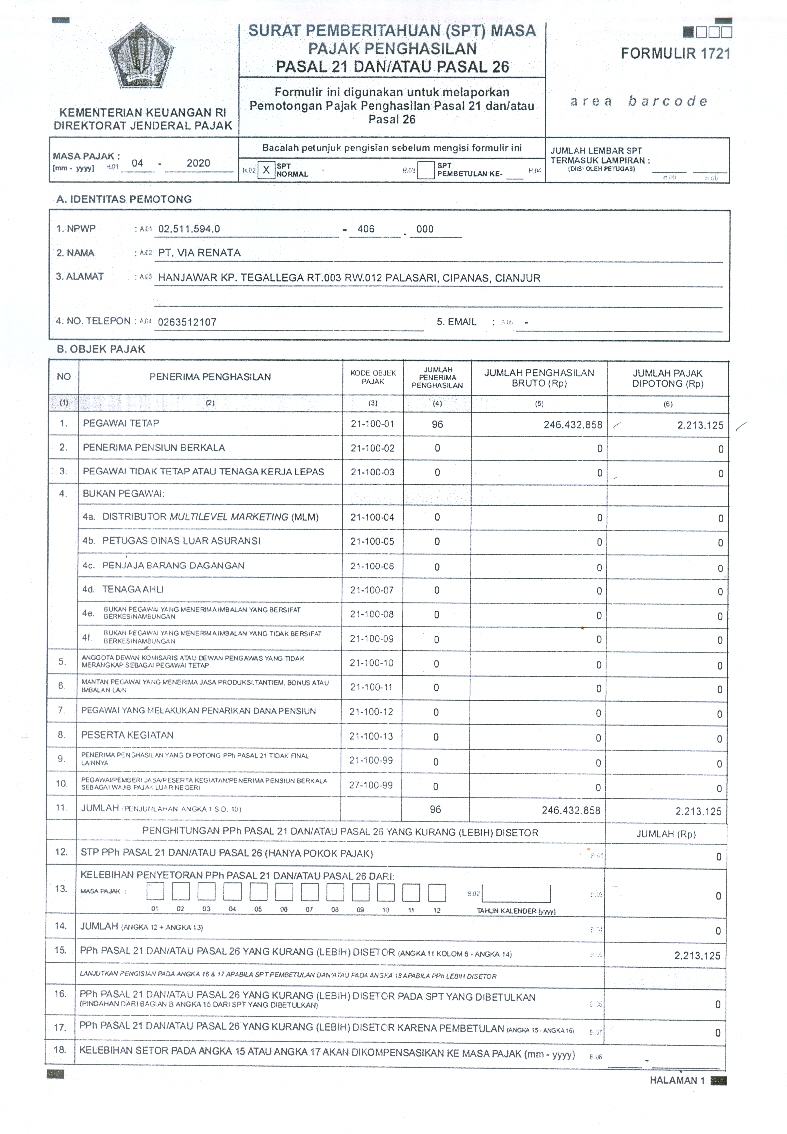 KEMENTERIAN KEUANGAN RI
DIREKTORAT JENDERAL PAJAK
SURAT PEMBERITAHUAN (SPT) MASA
PAJAK PENGHASILAN
PASAL 21 DAN/ATAU PASAL 26
Formulir ini digunakan untuk melaporkan
Pemotongan Pajak Penghasilan Pasal 21 dan/atau
Pasal 26
FORMULIR 1721
area barcode
MASA PAJAK :
[mm - yyyy] H.01 04 - 2020
Bacalah petunjuk pengisian sebelum mengisi formulir ini
H.02 X SPT NORMAL H.03 SPT PEMBETULAN KE- H.04
JUMLAH LEMBAR SPT
TERMASUK LAMPIRAN :
(DIISI OLEH PETUGAS)
A. IDENTITAS PEMOTONG
1. NPWP : A.01 02,511,594,0 - 406 . 000
2. NAMA : A.02 PT. VIA RENATA
3. ALAMAT : A.03 HANJAWAR KP. TEGALLEGA RT.003 RW.012 PALASARI, CIPANAS, CIANJUR
4. NO. TELEPON : A.04 0263512107 5. EMAIL : -
B. OBJEK PAJAK
NO PENERIMA PENGHASILAN KODE OBJEK PAJAK JUMLAH PENERIMA PENGHASILAN JUMLAH PENGHASILAN BRUTO (Rp) JUMLAH PAJAK DIPOTONG (Rp)
(1) (2) (3) (4) (5) (6)
1. PEGAWAI TETAP 21-100-01 96 246.432.858 2.213.125
2. PENERIMA PENSIUN BERKALA 21-100-02 0 0 0
3. PEGAWAI TIDAK TETAP ATAU TENAGA KERJA LEPAS 21-100-03 0 0 0
4. BUKAN PEGAWAI:
4a. DISTRIBUTOR MULTILEVEL MARKETING (MLM) 21-100-04 0 0 0
4b. PETUGAS DINAS LUAR ASURANSI 21-100-05 0 0 0
4c. PENJAJA BARANG DAGANGAN 21-100-06 0 0 0
4d. TENAGA AHLI 21-100-07 0 0 0
4e. BUKAN PEGAWAI YANG MENERIMA IMBALAN YANG BERSIFAT BERKESINAMBUNGAN 21-100-08 0 0 0
4f. BUKAN PEGAWAI YANG MENERIMA IMBALAN YANG TIDAK BERSIFAT BERKESINAMBUNGAN 21-100-09 0 0 0
5. ANGGOTA DEWAN KOMISARIS ATAU DEWAN PENGAWAS YANG TIDAK MERANGKAP SEBAGAI PEGAWAI TETAP 21-100-10 0 0 0
6. MANTAN PEGAWAI YANG MENERIMA JASA PRODUKSI, TANTIEM, BONUS ATAU IMBALAN LAIN 21-100-11 0 0 0
7. PEGAWAI YANG MELAKUKAN PENARIKAN DANA PENSIUN 21-100-12 0 0 0
8. PESERTA KEGIATAN 21-100-13 0 0 0
9. PENERIMA PENGHASILAN YANG DIPOTONG PPh PASAL 21 TIDAK FINAL LAINNYA 21-100-99 0 0 0
10. PEGAWAI/PEMBERI JASA/PESERTA KEGIATAN/PENERIMA PENSIUN BERKALA SEBAGAI WAJIB PAJAK LUAR NEGERI 27-100-99 0 0 0
11. JUMLAH (PENJUMLAHAN ANGKA 1 S.D. 10) 96 246.432.858 2.213.125
PENGHITUNGAN PPh PASAL 21 DAN/ATAU PASAL 26 YANG KURANG (LEBIH) DISETOR JUMLAH (Rp)
12. STP PPh PASAL 21 DAN/ATAU PASAL 26 (HANYA POKOK PAJAK) 0
13. KELEBIHAN PENYETORAN PPh PASAL 21 DAN/ATAU PASAL 26 DARI:
MASA PAJAK : B.02 0
01 02 03 04 05 06 07 08 09 10 11 12 TAHUN KALENDER [yyyy]
14. JUMLAH (ANGKA 12 + ANGKA 13) 0
15. PPh PASAL 21 DAN/ATAU PASAL 26 YANG KURANG (LEBIH) DISETOR (ANGKA 11 KOLOM 6 - ANGKA 14) 2,213,125
LANJUTKAN PENGISIAN PADA ANGKA 16 & 17 APABILA SPT PEMBETULAN DAN/ATAU PADA ANGKA 18 APABILA PPh LEBIH DISETOR
16. PPh PASAL 21 DAN/ATAU PASAL 26 YANG KURANG (LEBIH) DISETOR PADA SPT YANG DIBETULKAN
(PINDAHAN DARI BAGIAN B ANGKA 15 DARI SPT YANG DIBETULKAN) 0
17. PPh PASAL 21 DAN/ATAU PASAL 26 YANG KURANG (LEBIH) DISETOR KARENA PEMBETULAN (ANGKA 15 - ANGKA 16) 0
18. KELEBIHAN SETOR PADA ANGKA 15 ATAU ANGKA 17 AKAN DIKOMPENSASIKAN KE MASA PAJAK (mm - yyyy) -
HALAMAN 1